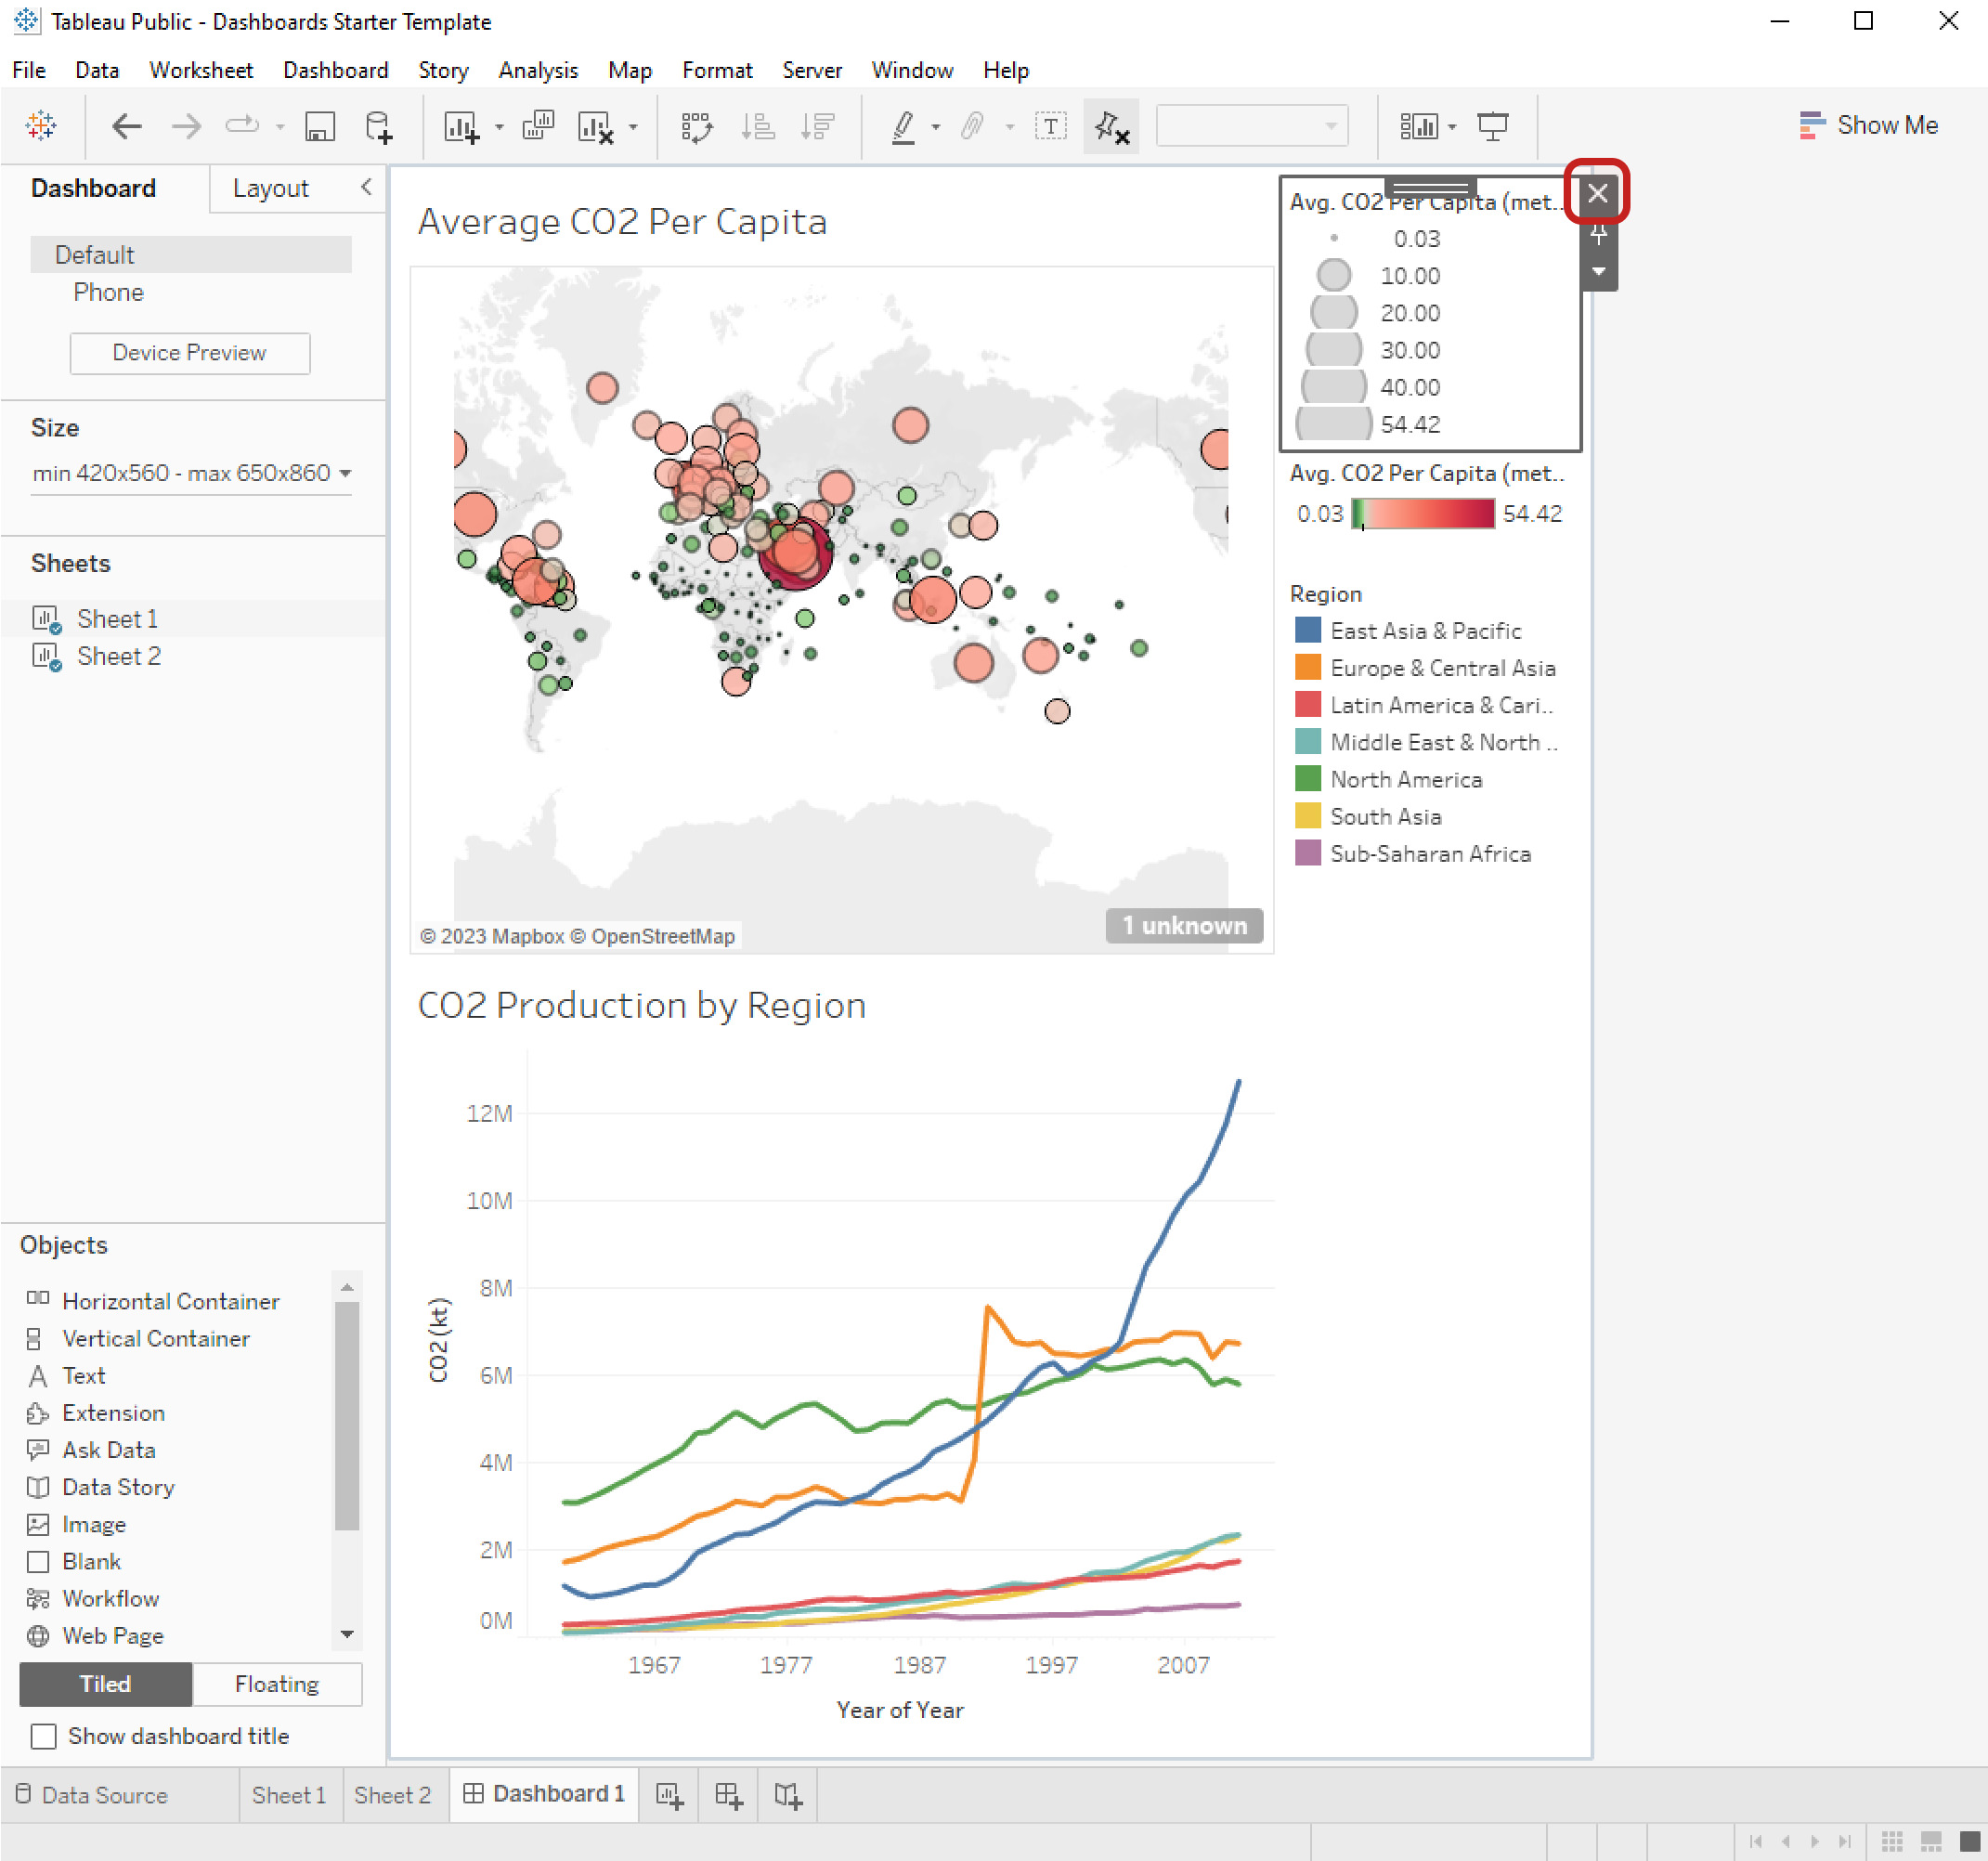 Tableau Public - Dashboards Starter Template
File Data Worksheet Dashboard Story Analysis Map Format Server Window Help
Show Me
Dashboard Layout
Default
Phone
Device Preview
Size
min 420x560 - max 650x860
Sheets
Sheet 1
Sheet 2
Objects
Horizontal Container
Vertical Container
Text
Extension
Ask Data
Data Story
Image
Blank
Workflow
Web Page
Tiled Floating
Show dashboard title
Average CO2 Per Capita
© 2023 Mapbox © OpenStreetMap
1 unknown
Avg. CO2 Per Capita (met..
0.03
10.00
20.00
30.00
40.00
54.42
Avg. CO2 Per Capita (met..
0.03 54.42
Region
East Asia & Pacific
Europe & Central Asia
Latin America & Cari..
Middle East & North ..
North America
South Asia
Sub-Saharan Africa
CO2 Production by Region
12M
10M
8M
6M
4M
2M
0M
CO2 (kt)
1967 1977 1987 1997 2007
Year of Year
Data Source Sheet 1 Sheet 2 Dashboard 1